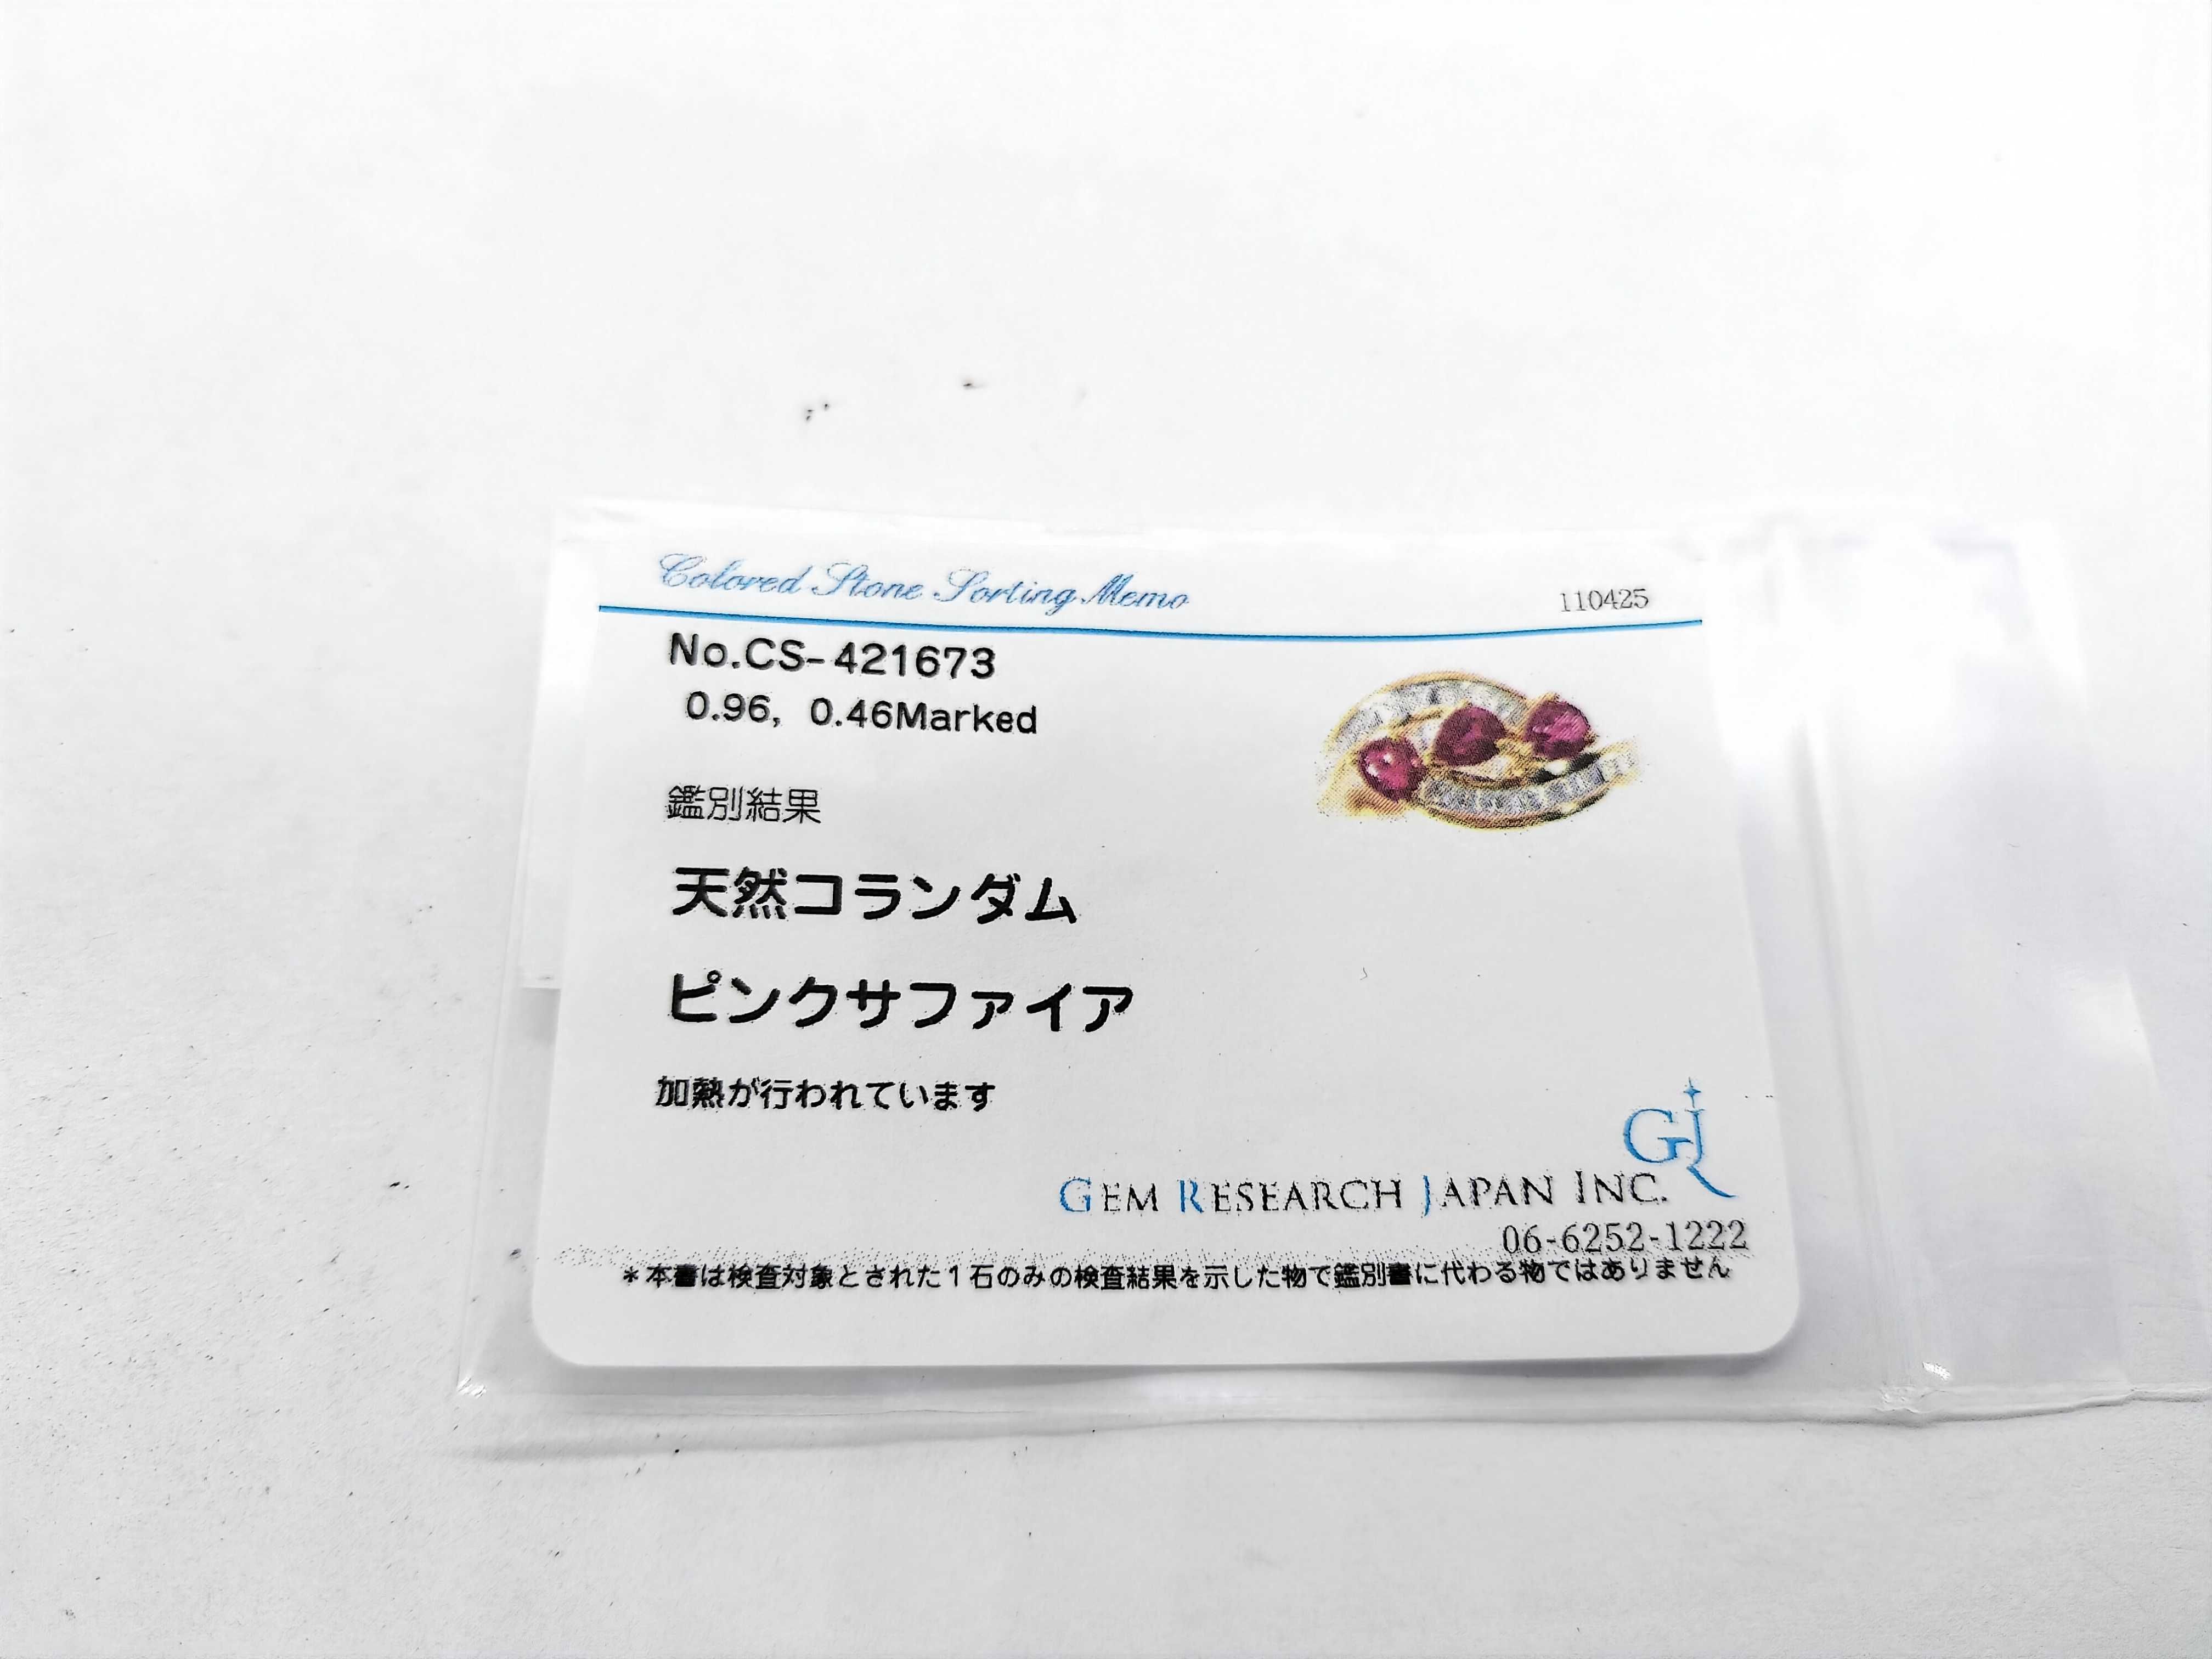 Colored Stone Sorting Memo
110425
No.CS-421673
0.96, 0.46Marked
鑑別結果
天然コランダム
ピンクサファイア
加熱が行われています
GJR
GEM RESEARCH JAPAN INC.
06-6252-1222
*本書は検査対象とされた1石のみの検査結果を示した物で鑑別書に代わる物ではありません